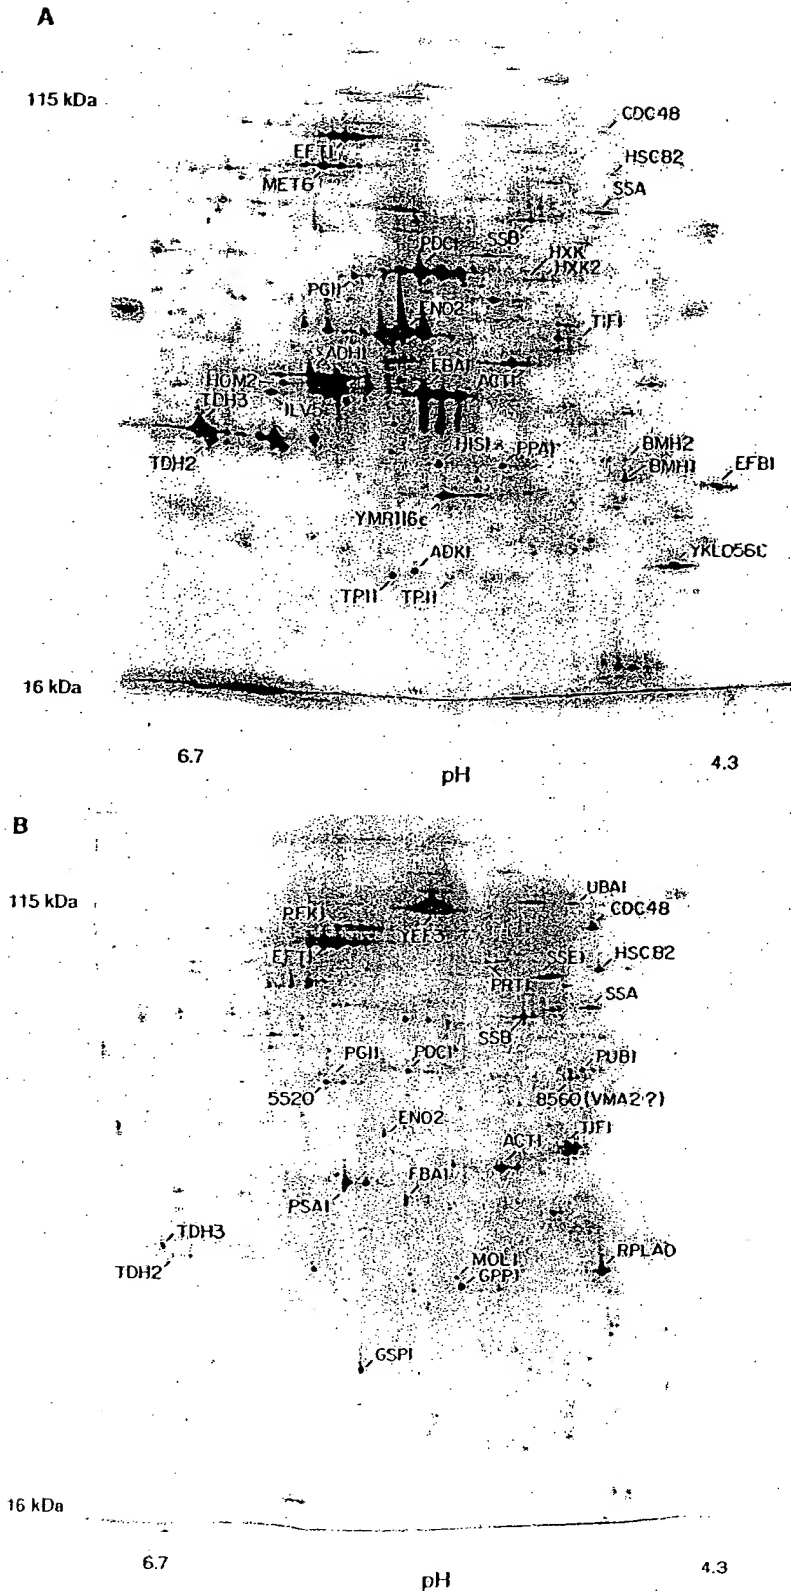 A
115 kDa
CDC48
EFT1
HSC82
MET6
SSA
SSB
PDC1
HXK
HXK2
PGI1
ENO2
TIF1
ADH1
FBA1
HOM2
ACT1
TDH3
ILV5
HIS1
PPA1
BMH2
TDH2
BMH1
EFB1
YMR116c
ADK1
YKL056C
TPI1
TPI1
16 kDa
6.7
4.3
pH
B
UBA1
115 kDa
CDC48
PFK1
YEF3
EFT1
SSE1
HSC82
PRT1
SSA
SSB
PGI1
PDC1
PUB1
5520
8560 (VMA2?)
ENO2
TIF1
ACT1
FBA1
PSA1
TDH3
RPLA0
TDH2
MOL1
GPP1
GSP1
16 kDa
6.7
4.3
pH